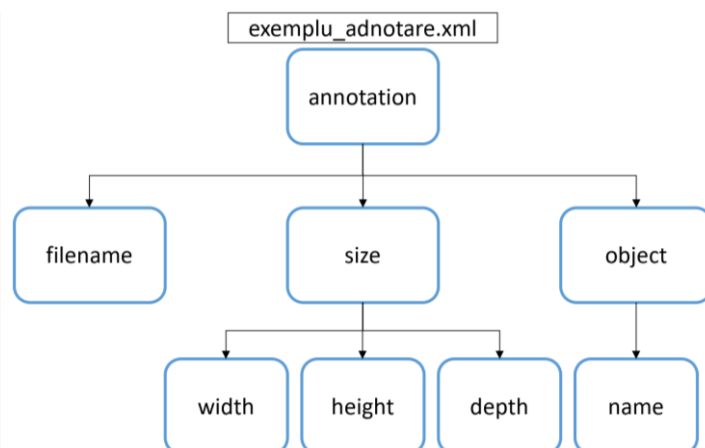 exemplu_adnotare.xml
annotation
filename size object
width height depth name